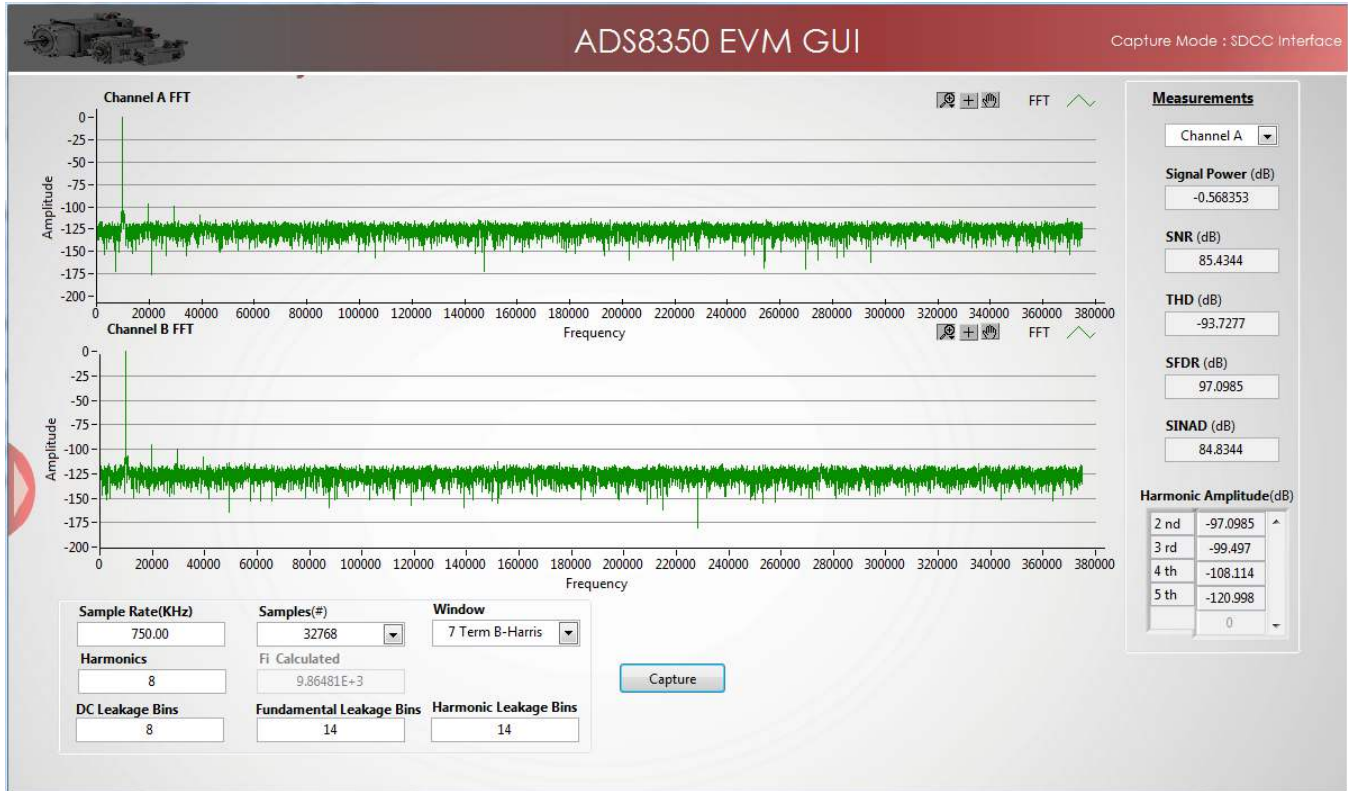 ADS8350 EVM GUI
Capture Mode : SDCC Interface
Channel A FFT
FFT
Amplitude
0
-25
-50
-75
-100
-125
-150
-175
-200
0 20000 40000 60000 80000 100000 120000 140000 160000 180000 200000 220000 240000 260000 280000 300000 320000 340000 360000 380000
Frequency
Channel B FFT
FFT
Amplitude
0
-25
-50
-75
-100
-125
-150
-175
-200
0 20000 40000 60000 80000 100000 120000 140000 160000 180000 200000 220000 240000 260000 280000 300000 320000 340000 360000 380000
Frequency
Measurements
Channel A
Signal Power (dB)
-0.568353
SNR (dB)
85.4344
THD (dB)
-93.7277
SFDR (dB)
97.0985
SINAD (dB)
84.8344
Harmonic Amplitude(dB)
2 nd -97.0985
3 rd -99.497
4 th -108.114
5 th -120.998
0
Sample Rate(KHz)
750.00
Samples(#)
32768
Window
7 Term B-Harris
Harmonics
8
Fi Calculated
9.86481E+3
DC Leakage Bins
8
Fundamental Leakage Bins
14
Harmonic Leakage Bins
14
Capture